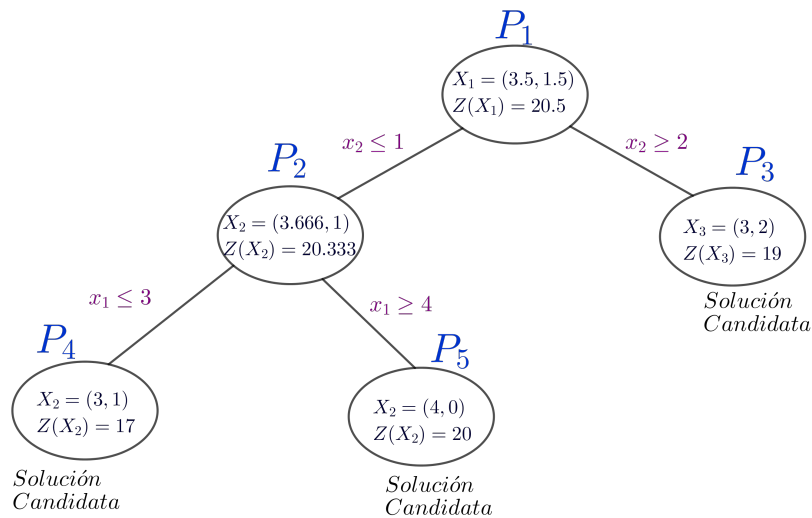 P₁
X₁ = (3.5, 1.5)
Z(X₁) = 20.5
x₂ ≤ 1
x₂ ≥ 2
P₂
X₂ = (3.666, 1)
Z(X₂) = 20.333
P₃
X₃ = (3, 2)
Z(X₃) = 19
Solución
Candidata
x₁ ≤ 3
x₁ ≥ 4
P₄
X₂ = (3, 1)
Z(X₂) = 17
Solución
Candidata
P₅
X₂ = (4, 0)
Z(X₂) = 20
Solución
Candidata